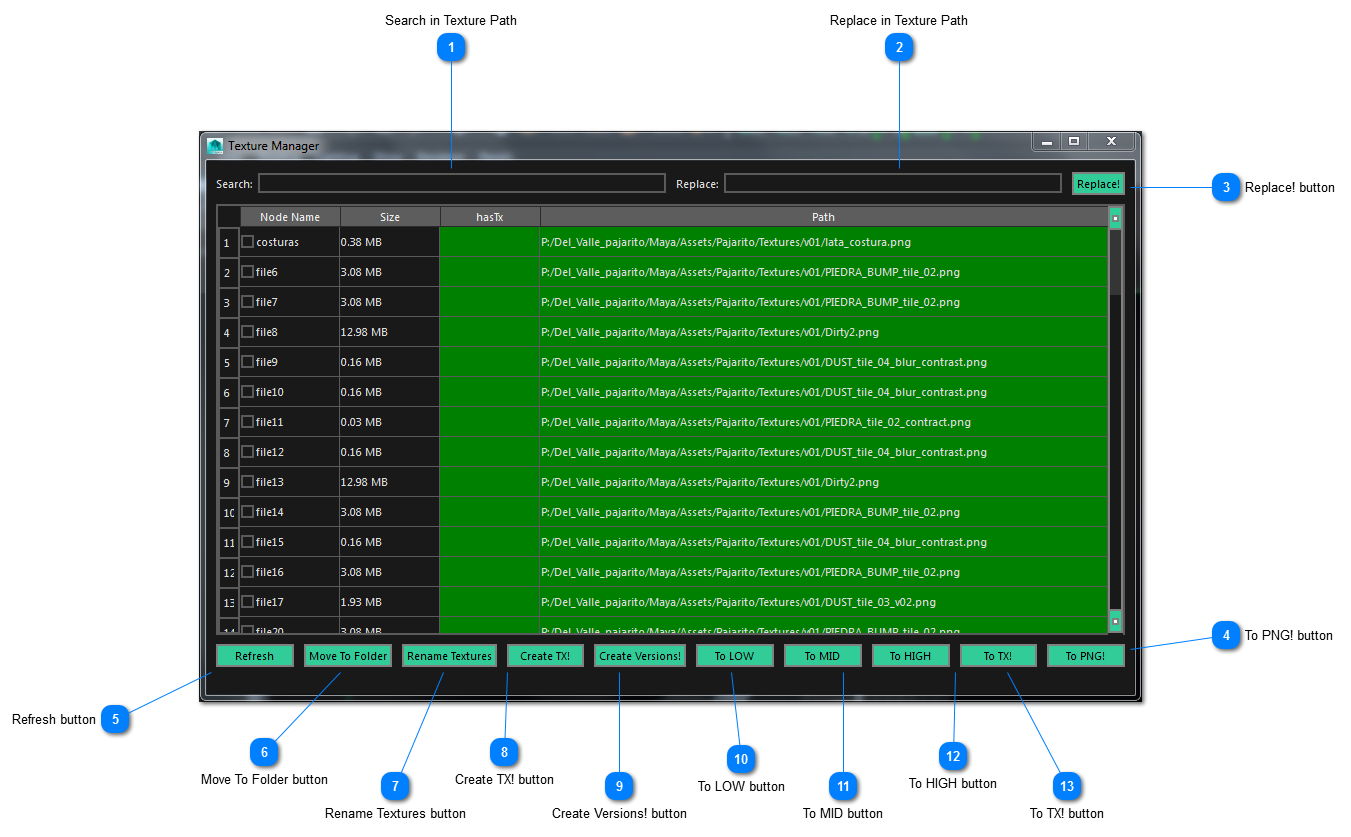 Search in Texture Path
Replace in Texture Path
1
2
Texture Manager
Search:
Replace:
Replace!
3
Replace! button
Node Name Size hasTx Path
1 costuras 0.38 MB P:/Del_Valle_pajarito/Maya/Assets/Pajarito/Textures/v01/lata_costura.png
2 file6 3.08 MB P:/Del_Valle_pajarito/Maya/Assets/Pajarito/Textures/v01/PIEDRA_BUMP_tile_02.png
3 file7 3.08 MB P:/Del_Valle_pajarito/Maya/Assets/Pajarito/Textures/v01/PIEDRA_BUMP_tile_02.png
4 file8 12.98 MB P:/Del_Valle_pajarito/Maya/Assets/Pajarito/Textures/v01/Dirty2.png
5 file9 0.16 MB P:/Del_Valle_pajarito/Maya/Assets/Pajarito/Textures/v01/DUST_tile_04_blur_contrast.png
6 file10 0.16 MB P:/Del_Valle_pajarito/Maya/Assets/Pajarito/Textures/v01/DUST_tile_04_blur_contrast.png
7 file11 0.03 MB P:/Del_Valle_pajarito/Maya/Assets/Pajarito/Textures/v01/PIEDRA_tile_02_contract.png
8 file12 0.16 MB P:/Del_Valle_pajarito/Maya/Assets/Pajarito/Textures/v01/DUST_tile_04_blur_contrast.png
9 file13 12.98 MB P:/Del_Valle_pajarito/Maya/Assets/Pajarito/Textures/v01/Dirty2.png
10 file14 3.08 MB P:/Del_Valle_pajarito/Maya/Assets/Pajarito/Textures/v01/PIEDRA_BUMP_tile_02.png
11 file15 0.16 MB P:/Del_Valle_pajarito/Maya/Assets/Pajarito/Textures/v01/DUST_tile_04_blur_contrast.png
12 file16 3.08 MB P:/Del_Valle_pajarito/Maya/Assets/Pajarito/Textures/v01/PIEDRA_BUMP_tile_02.png
13 file17 1.93 MB P:/Del_Valle_pajarito/Maya/Assets/Pajarito/Textures/v01/DUST_tile_03_v02.png
14 file20 3.08 MB P:/Del_Valle_pajarito/Maya/Assets/Pajarito/Textures/v01/PIEDRA_BUMP_tile_02.png
4
To PNG! button
Refresh Move To Folder Rename Textures Create TX! Create Versions! To LOW To MID To HIGH To TX! To PNG!
Refresh button
5
6
Move To Folder button
7
Rename Textures button
8
Create TX! button
9
Create Versions! button
10
To LOW button
11
To MID button
12
To HIGH button
13
To TX! button